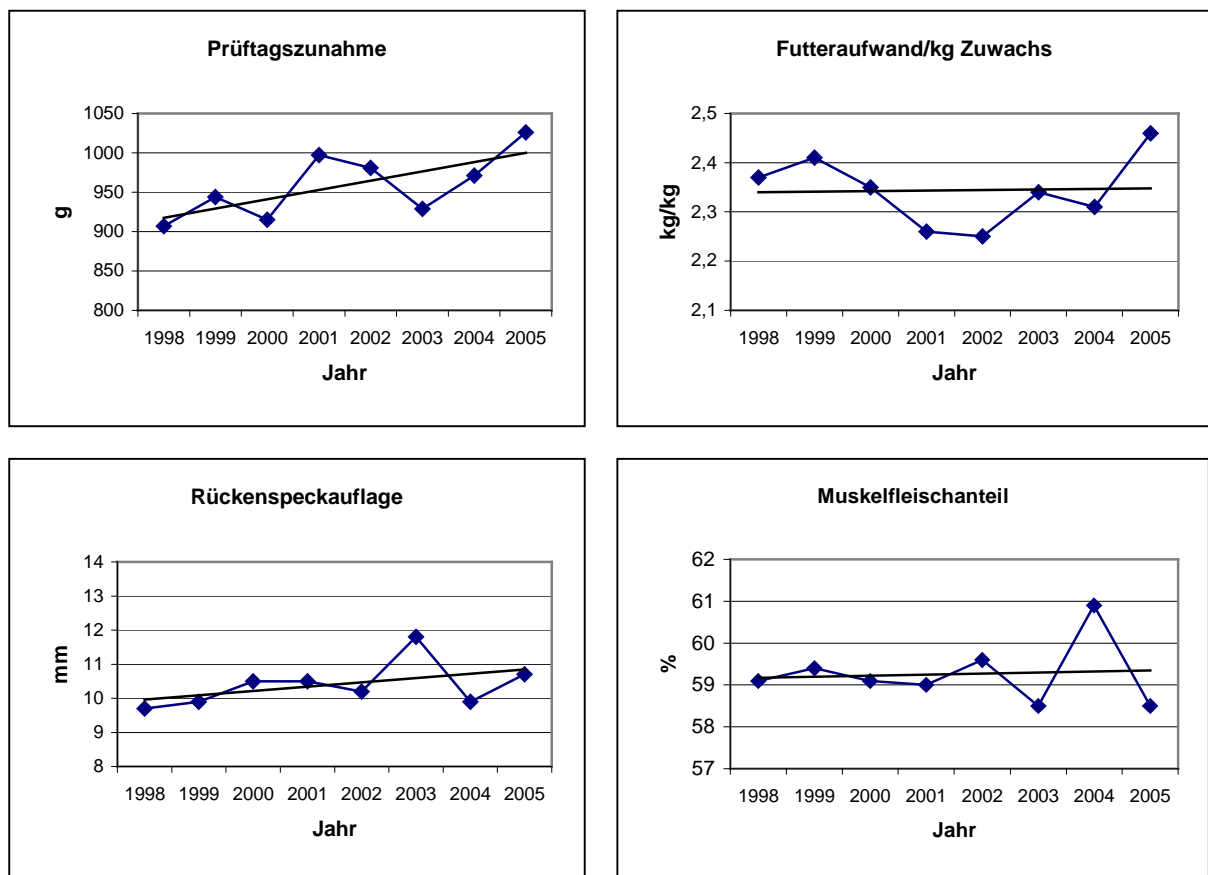 Prüftagszunahme
1050
1000
950
900
850
800
g
1998 1999 2000 2001 2002 2003 2004 2005
Jahr
Futteraufwand/kg Zuwachs
2,5
2,4
2,3
2,2
2,1
kg/kg
1998 1999 2000 2001 2002 2003 2004 2005
Jahr
Rückenspeckauflage
14
13
12
11
10
9
8
mm
1998 1999 2000 2001 2002 2003 2004 2005
Jahr
Muskelfleischanteil
62
61
60
59
58
57
%
1998 1999 2000 2001 2002 2003 2004 2005
Jahr